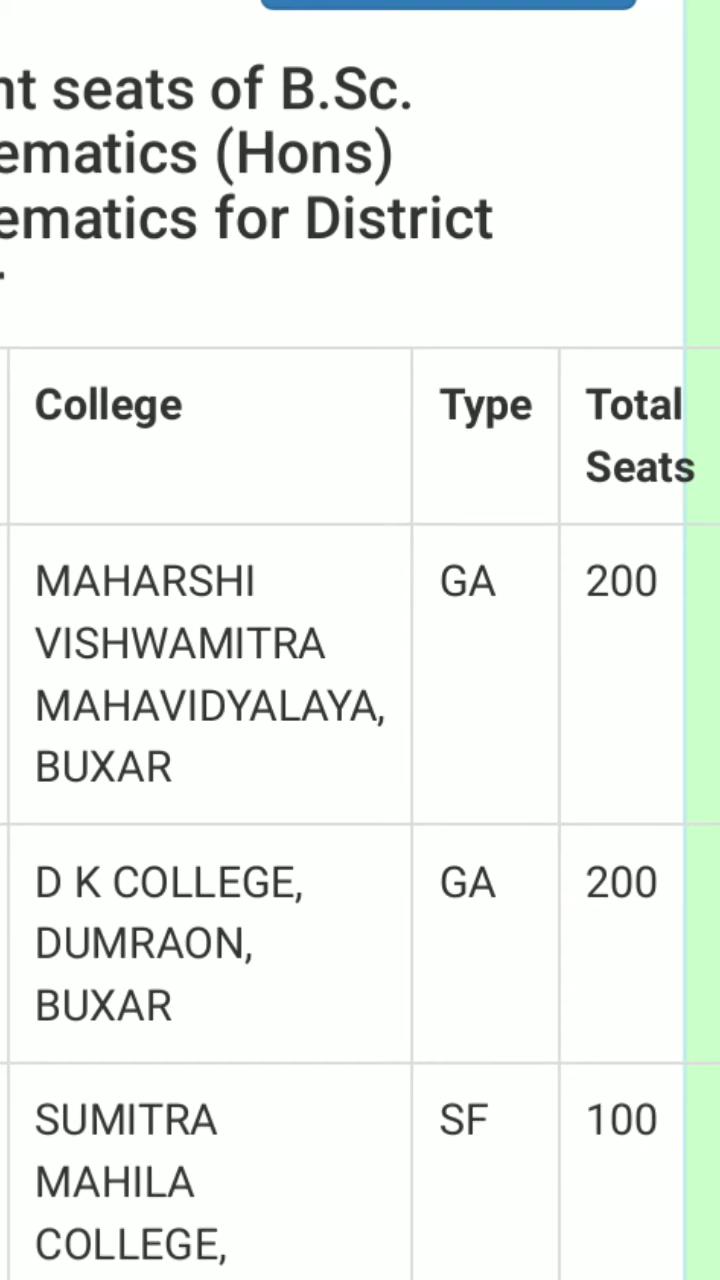 nt seats of B.Sc.
ematics (Hons)
ematics for District
College
Type
Total
Seats
MAHARSHI
VISHWAMITRA
MAHAVIDYALAYA,
BUXAR
GA
200
D K COLLEGE,
DUMRAON,
BUXAR
GA
200
SUMITRA
MAHILA
COLLEGE,
SF
100